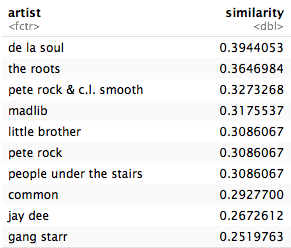 artist similarity
<fctr> <dbl>
de la soul 0.3944053
the roots 0.3646984
pete rock & c.l. smooth 0.3273268
madlib 0.3175537
little brother 0.3086067
pete rock 0.3086067
people under the stairs 0.3086067
common 0.2927700
jay dee 0.2672612
gang starr 0.2519763